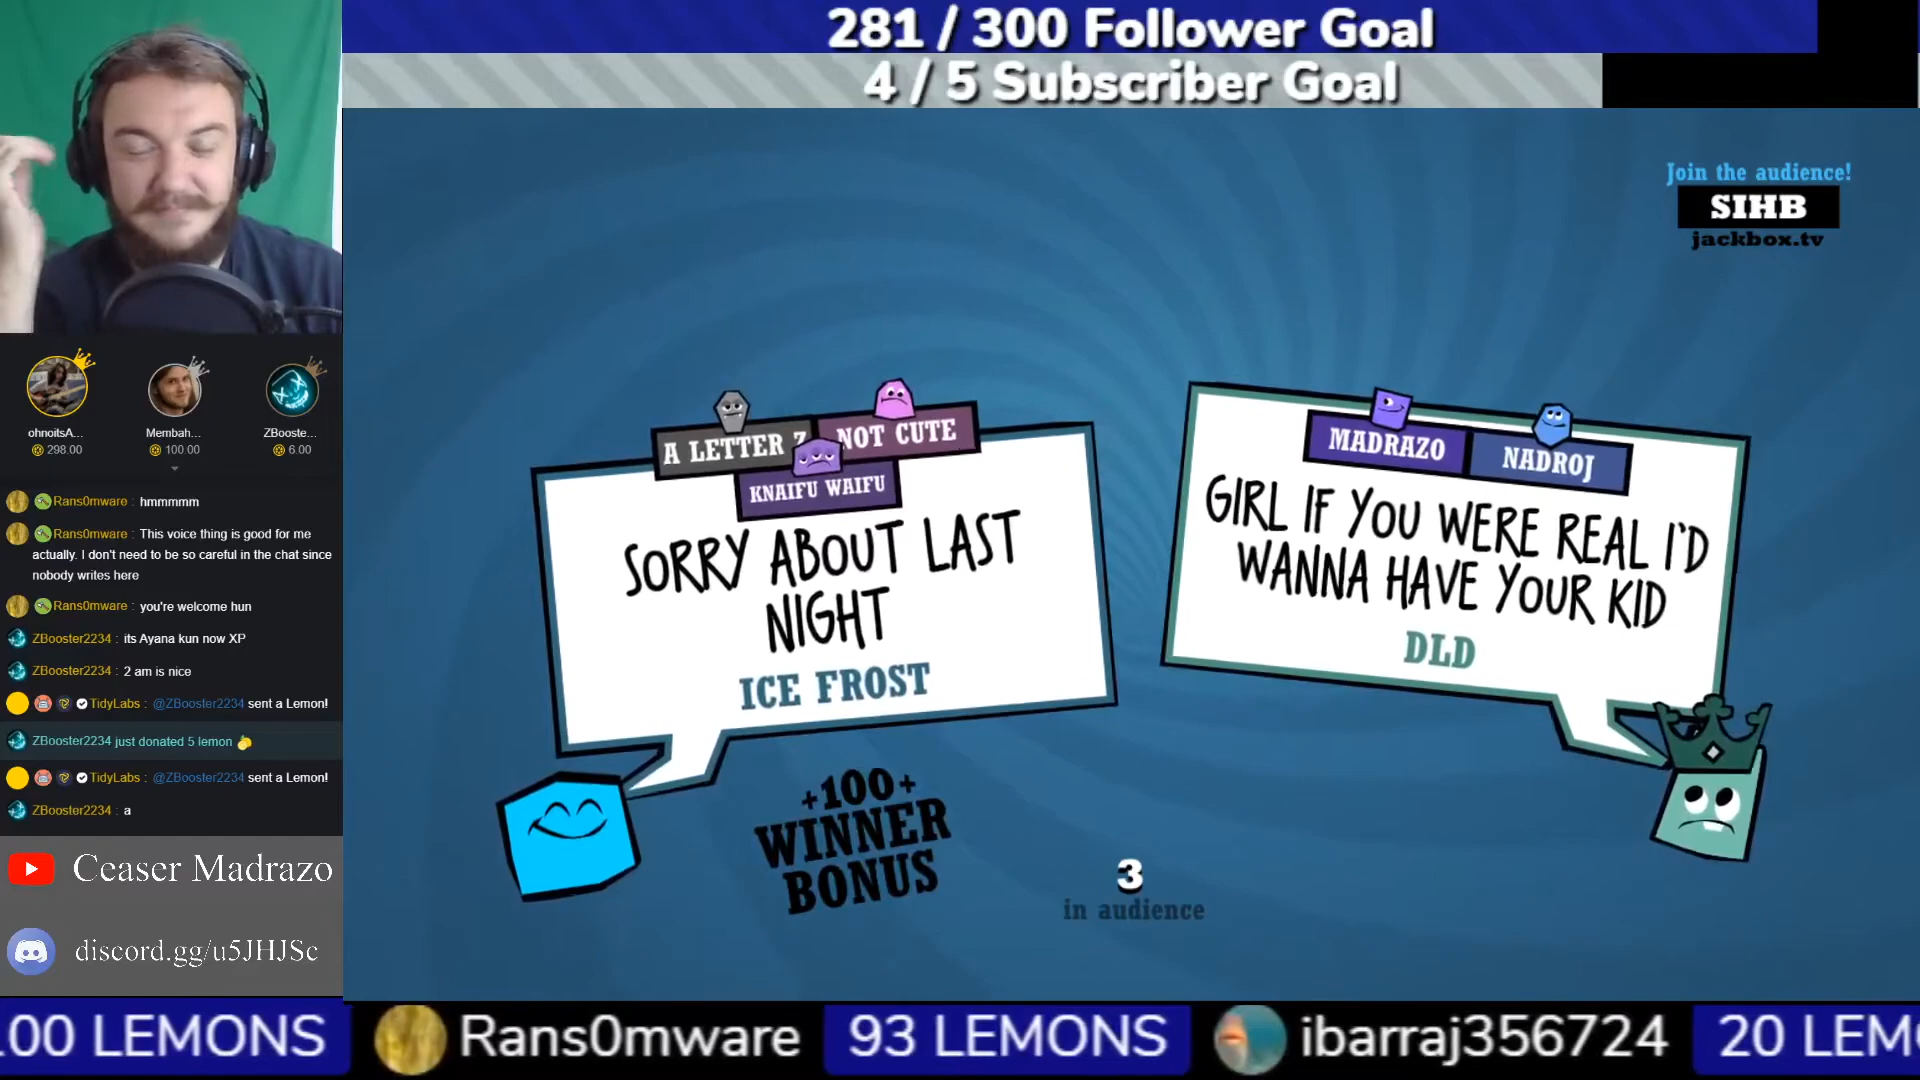 281 / 300 Follower Goal
4 / 5 Subscriber Goal
Join the audience!
SIHB
jackbox.tv
ohnoitsA...
298.00
Membah...
100.00
ZBooste...
6.00
Rans0mware : hmmmmm
Rans0mware : This voice thing is good for me
actually. I don't need to be so careful in the chat since
nobody writes here
Rans0mware : you're welcome hun
ZBooster2234 : its Ayana kun now XP
ZBooster2234 : 2 am is nice
TidyLabs : @ZBooster2234 sent a Lemon!
ZBooster2234 just donated 5 lemon
TidyLabs : @ZBooster2234 sent a Lemon!
ZBooster2234 : a
Ceaser Madrazo
discord.gg/u5JHJSc
A LETTER Z
NOT CUTE
KNAIFU WAIFU
SORRY ABOUT LAST
NIGHT
ICE FROST
+100+
WINNER
BONUS
MADRAZO
NADROJ
GIRL IF YOU WERE REAL I'D
WANNA HAVE YOUR KID
DLD
3
in audience
00 LEMONS
Rans0mware
93 LEMONS
ibarraj356724
20 LEM